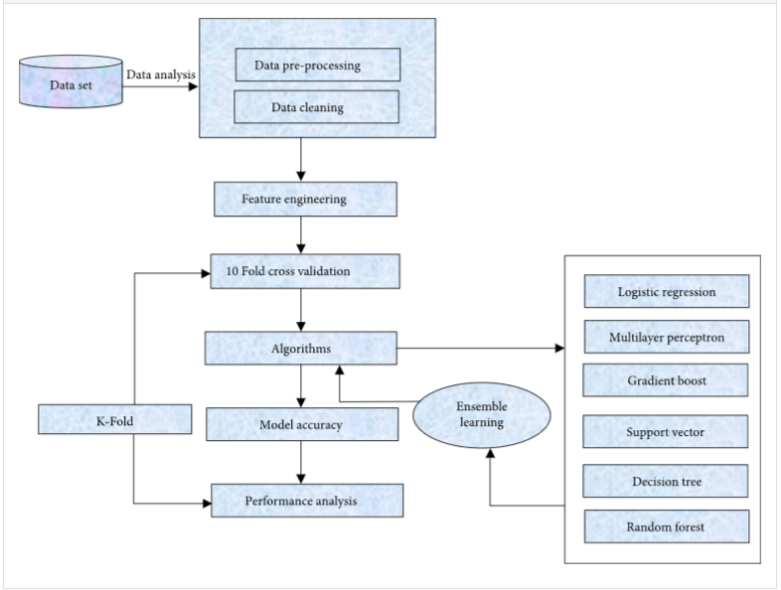 Data set
Data analysis
Data pre-processing
Data cleaning
Feature engineering
10 Fold cross validation
Algorithms
K-Fold
Model accuracy
Performance analysis
Ensemble
learning
Logistic regression
Multilayer perceptron
Gradient boost
Support vector
Decision tree
Random forest